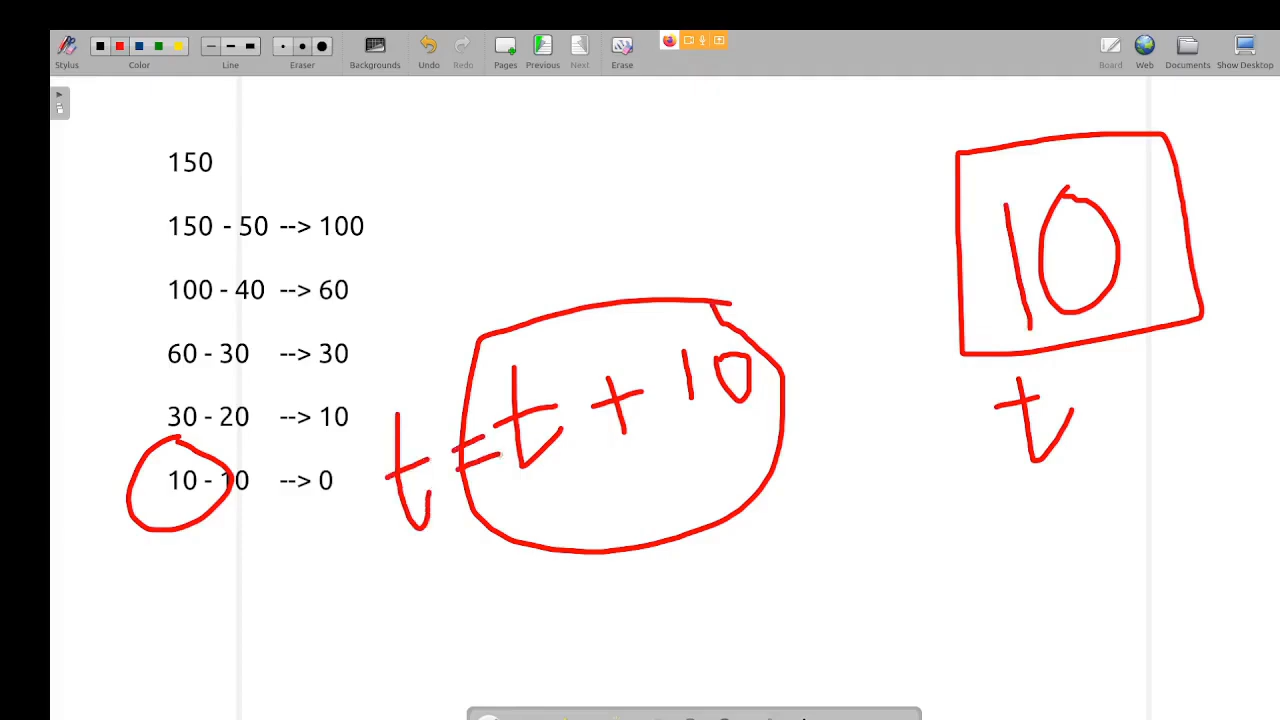 Stylus Color Line Eraser Backgrounds Undo Redo Pages Previous Next Erase Board Web Documents Show Desktop
150
150 - 50 --> 100
100 - 40 --> 60
60 - 30 --> 30
30 - 20 --> 10
10 - 10 --> 0
t = t + 10
10
t